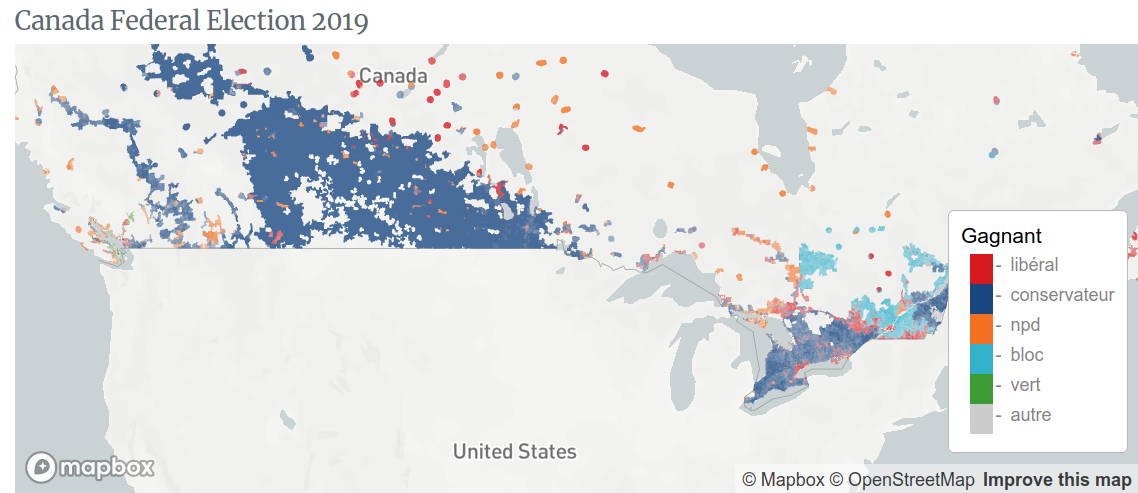 Canada Federal Election 2019
Canada
Gagnant
- libéral
- conservateur
- npd
- bloc
- vert
- autre
United States
mapbox
© Mapbox © OpenStreetMap Improve this map